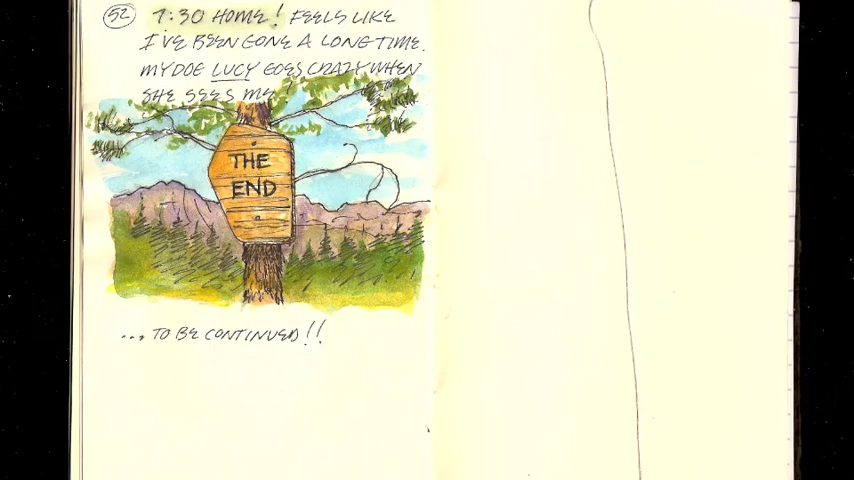 52
7:30 HOME! FEELS LIKE
I'VE BEEN GONE A LONG TIME.
MY DOE LUCY GOES CRAZY WHEN
SHE SEES ME!
THE
END
... TO BE CONTINUED!!